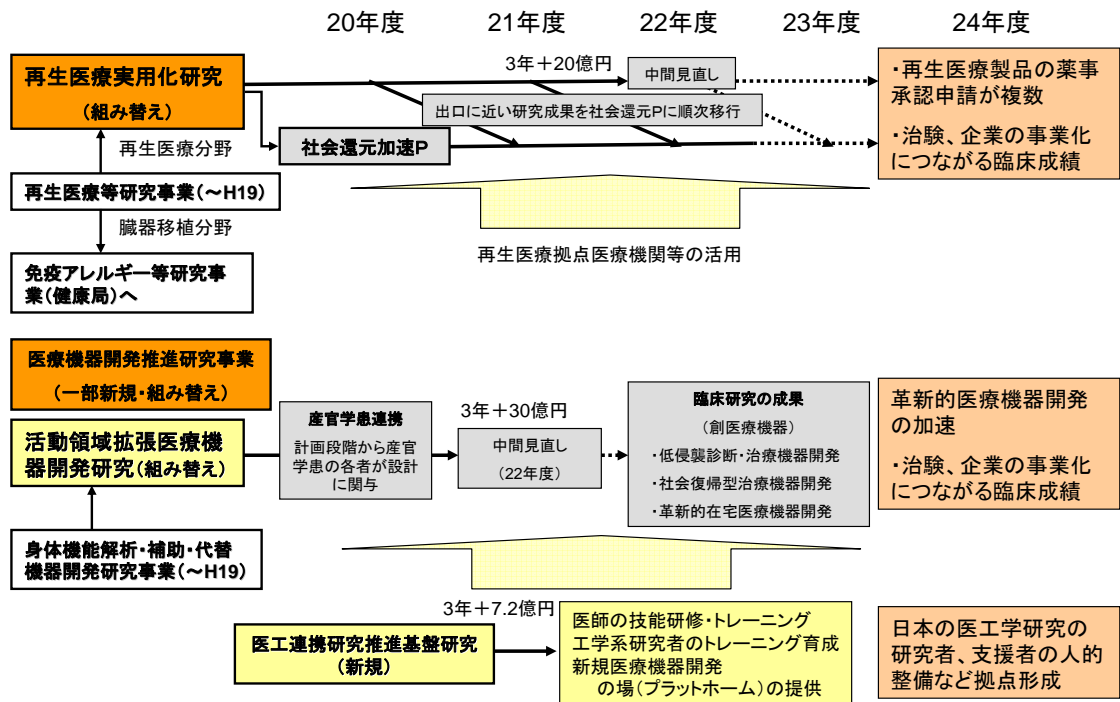 20年度 21年度 22年度 23年度 24年度
再生医療実用化研究
(組み替え)
3年+20億円
中間見直し
出口に近い研究成果を社会還元Pに順次移行
社会還元加速P
再生医療分野
再生医療等研究事業(~H19)
臓器移植分野
免疫アレルギー等研究事
業(健康局)へ
再生医療拠点医療機関等の活用
・再生医療製品の薬事
承認申請が複数
・治験、企業の事業化
につながる臨床成績
医療機器開発推進研究事業
(一部新規・組み替え)
活動領域拡張医療機
器開発研究(組み替え)
身体機能解析・補助・代替
機器開発研究事業(~H19)
産官学患連携
計画段階から産官
学患の各者が設計
に関与
3年+30億円
中間見直し
(22年度)
臨床研究の成果
(創医療機器)
・低侵襲診断・治療機器開発
・社会復帰型治療機器開発
・革新的在宅医療機器開発
革新的医療機器開発
の加速
・治験、企業の事業化
につながる臨床成績
3年+7.2億円
医工連携研究推進基盤研究
(新規)
医師の技能研修・トレーニング
工学系研究者のトレーニング育成
新規医療機器開発
の場(プラットホーム)の提供
日本の医工学研究の
研究者、支援者の人的
整備など拠点形成